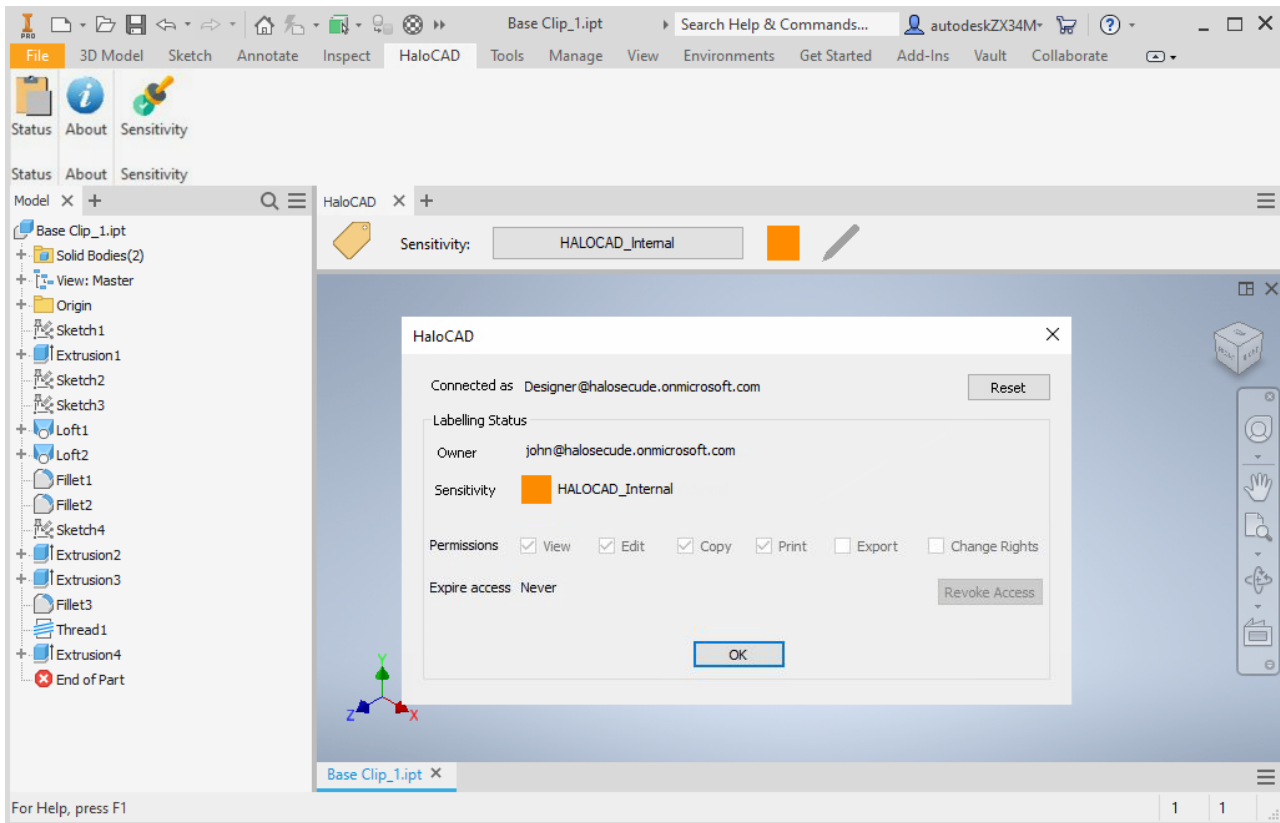 PRO
Base Clip_1.ipt
Search Help & Commands...
autodeskZX34M
File 3D Model Sketch Annotate Inspect HaloCAD Tools Manage View Environments Get Started Add-Ins Vault Collaborate
Status About Sensitivity
Status About Sensitivity
Model
HaloCAD
Base Clip_1.ipt
Solid Bodies(2)
View: Master
Origin
Sketch1
Extrusion1
Sketch2
Sketch3
Loft1
Loft2
Fillet1
Fillet2
Sketch4
Extrusion2
Extrusion3
Fillet3
Thread1
Extrusion4
End of Part
Sensitivity: HALOCAD_Internal
HaloCAD
Connected as Designer@halosecude.onmicrosoft.com Reset
Labelling Status
Owner john@halosecude.onmicrosoft.com
Sensitivity HALOCAD_Internal
Permissions View Edit Copy Print Export Change Rights
Expire access Never Revoke Access
OK
Y
Z X
Base Clip_1.ipt
For Help, press F1 1 1